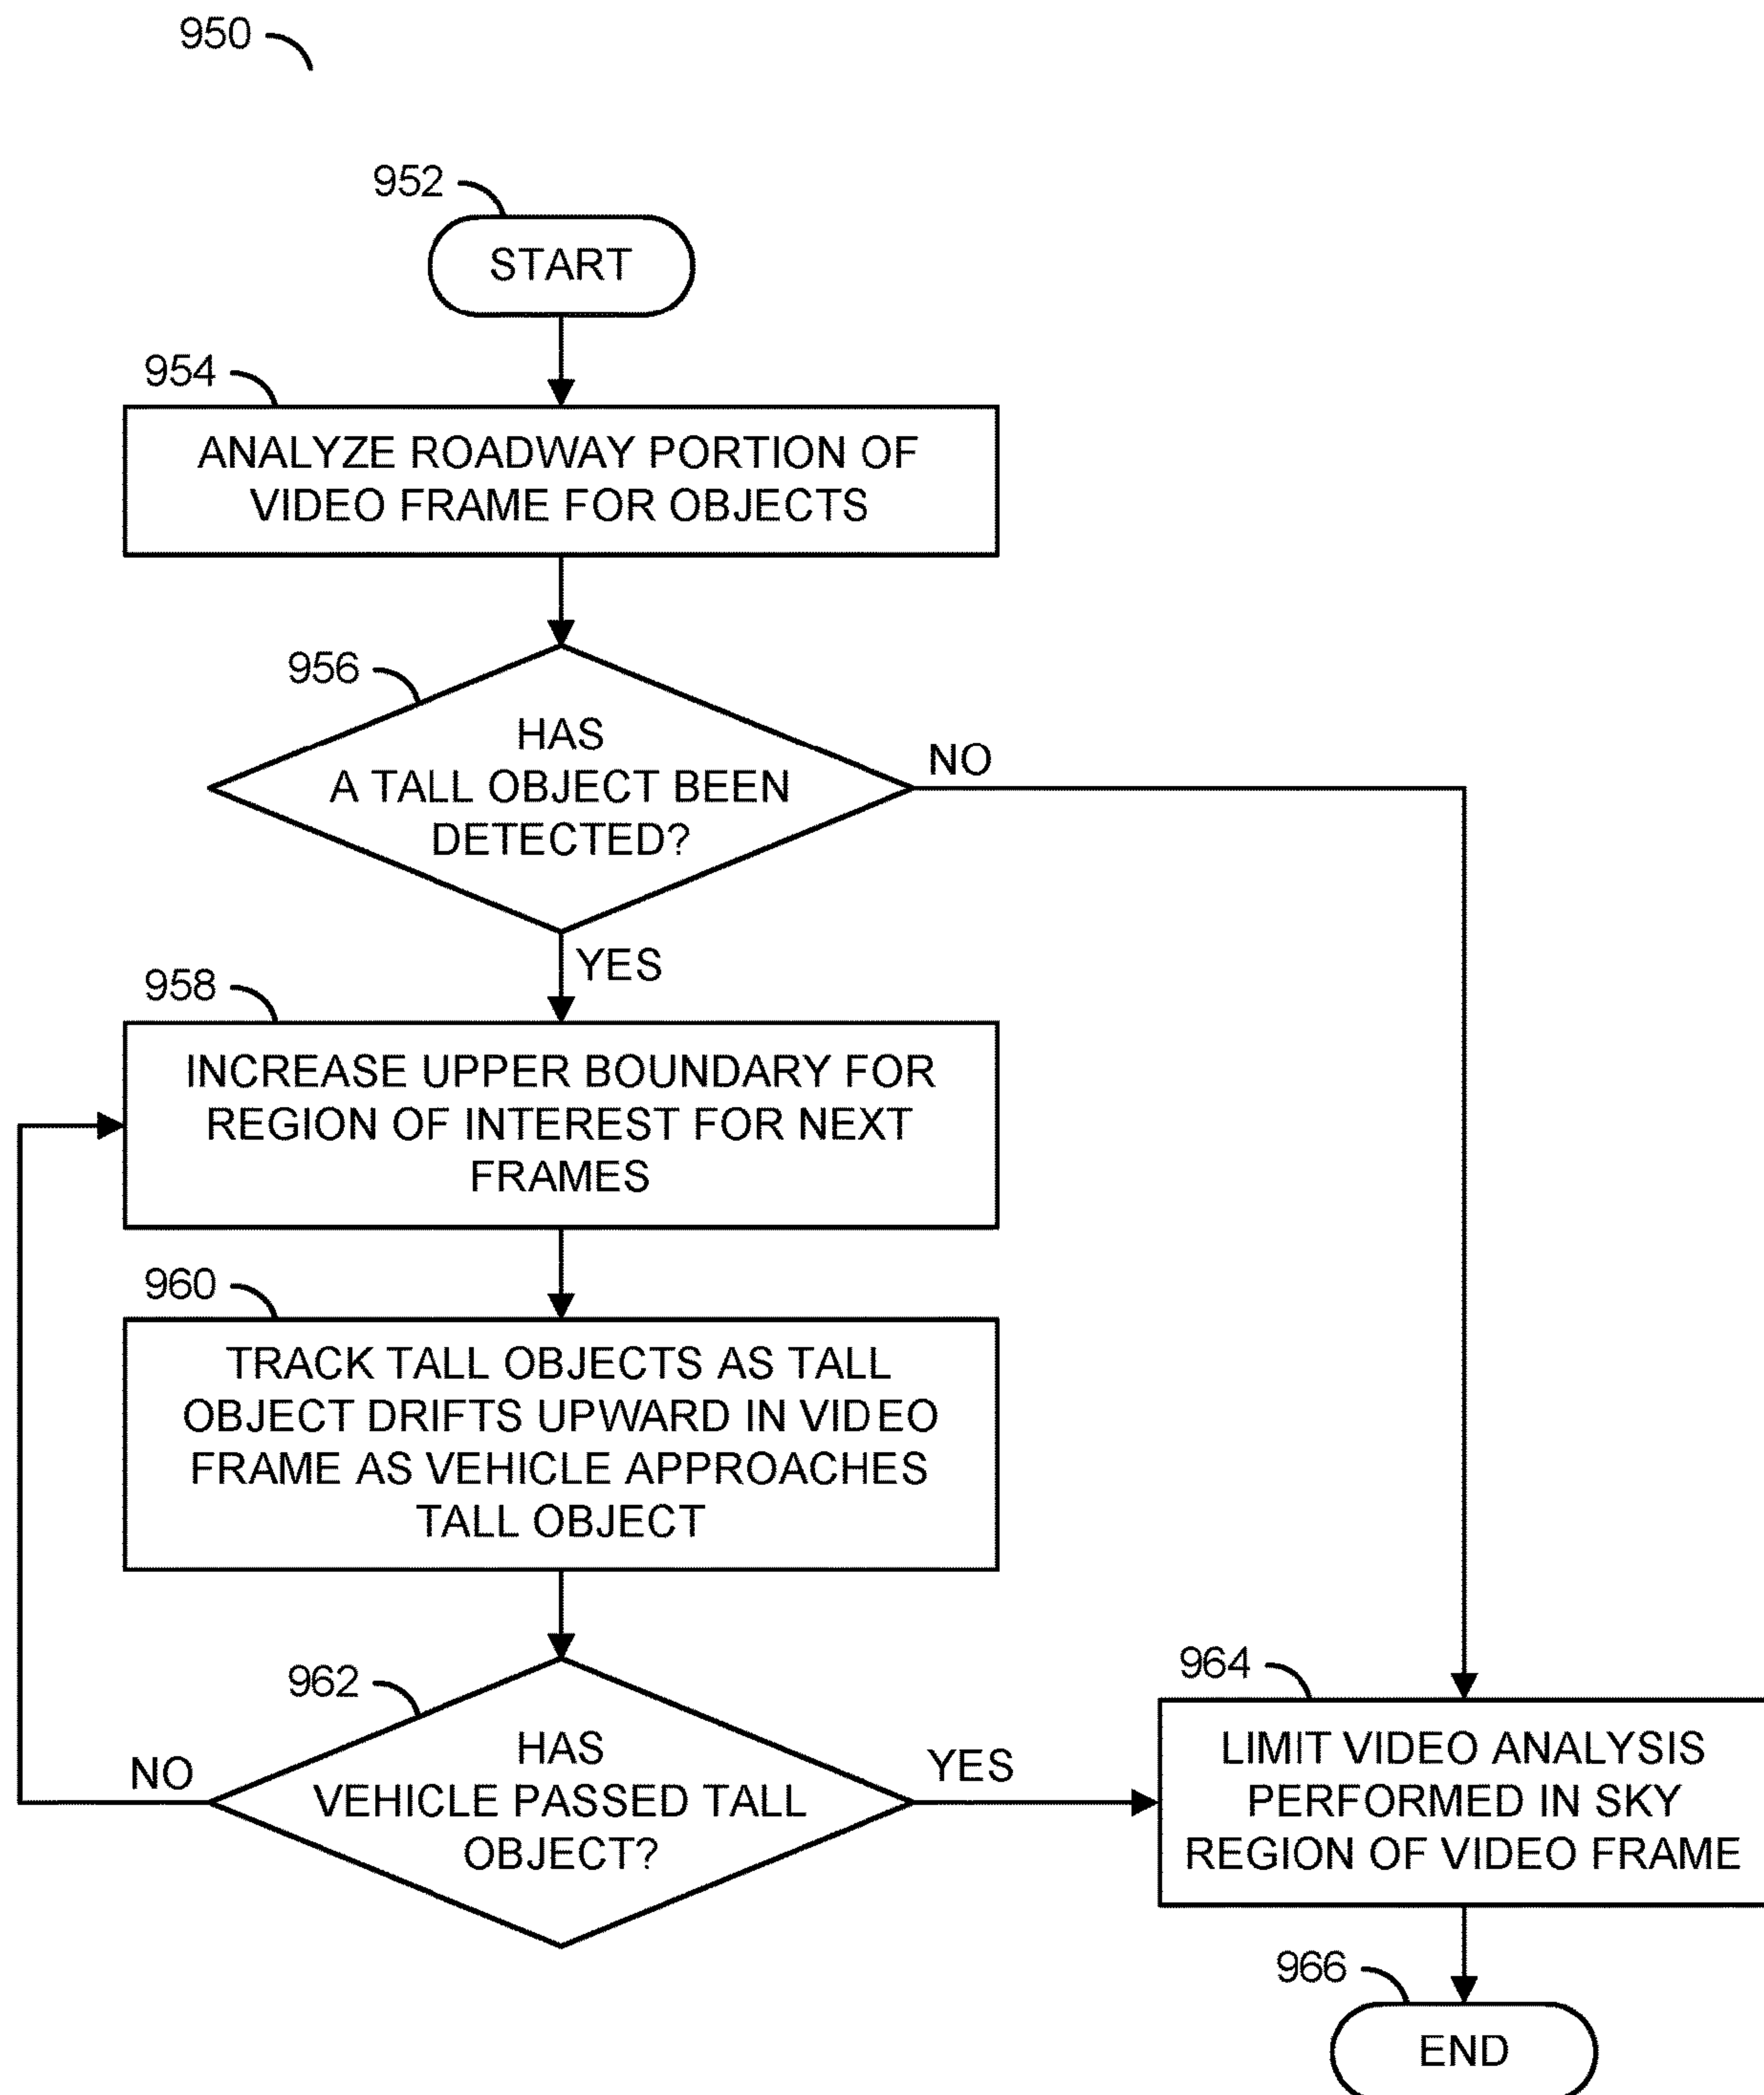 950
952
START
954
ANALYZE ROADWAY PORTION OF
VIDEO FRAME FOR OBJECTS
956
HAS
A TALL OBJECT BEEN
DETECTED?
NO
YES
958
INCREASE UPPER BOUNDARY FOR
REGION OF INTEREST FOR NEXT
FRAMES
960
TRACK TALL OBJECTS AS TALL
OBJECT DRIFTS UPWARD IN VIDEO
FRAME AS VEHICLE APPROACHES
TALL OBJECT
962
HAS
VEHICLE PASSED TALL
OBJECT?
NO
YES
964
LIMIT VIDEO ANALYSIS
PERFORMED IN SKY
REGION OF VIDEO FRAME
966
END